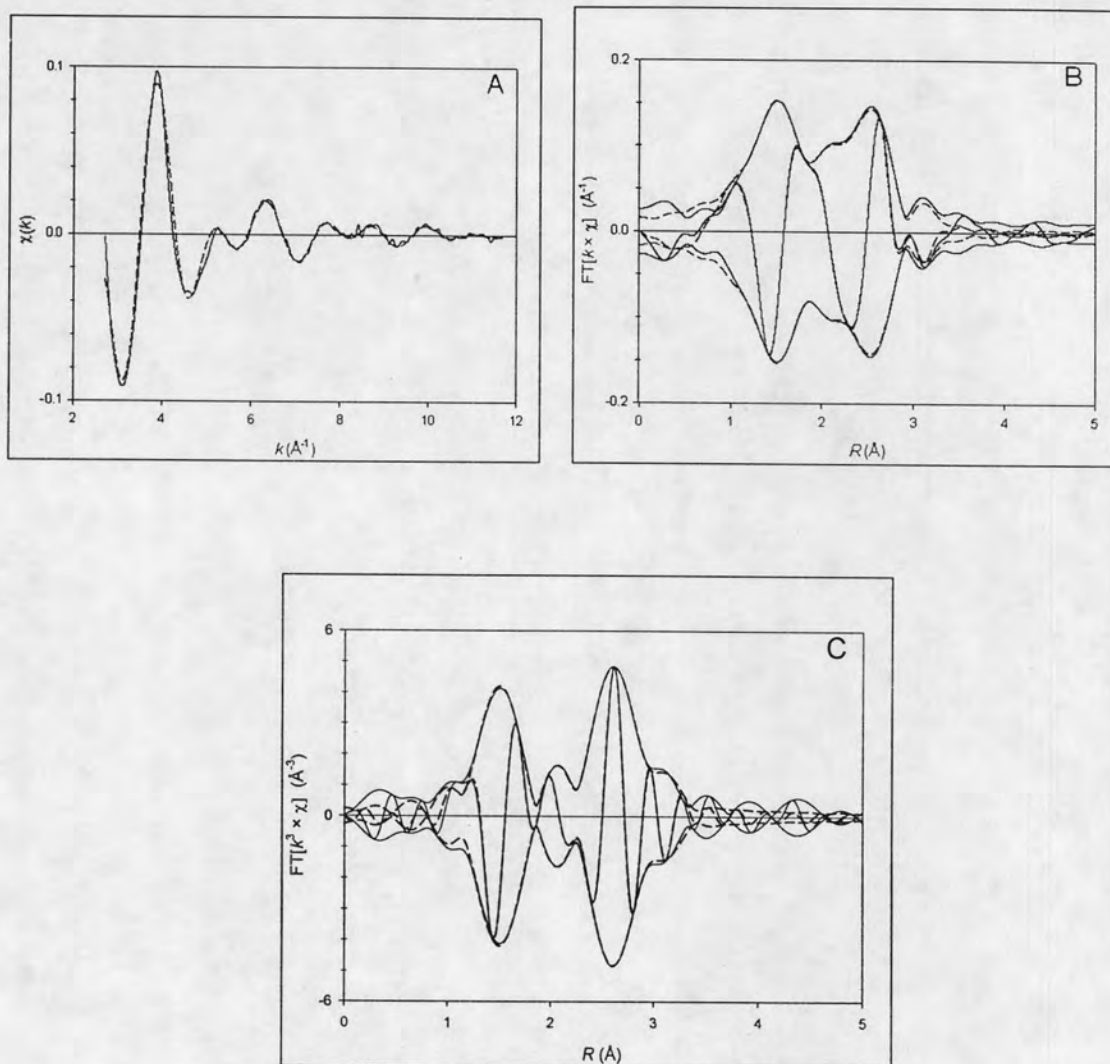 A
0.1
0.0
-0.1
χ(k)
2 4 6 8 10 12
k (Å⁻¹)
B
0.2
0.0
-0.2
FT[k × χ] (Å⁻¹)
0 1 2 3 4 5
R (Å)
C
6
0
-6
FT[k³ × χ] (Å⁻³)
0 1 2 3 4 5
R (Å)